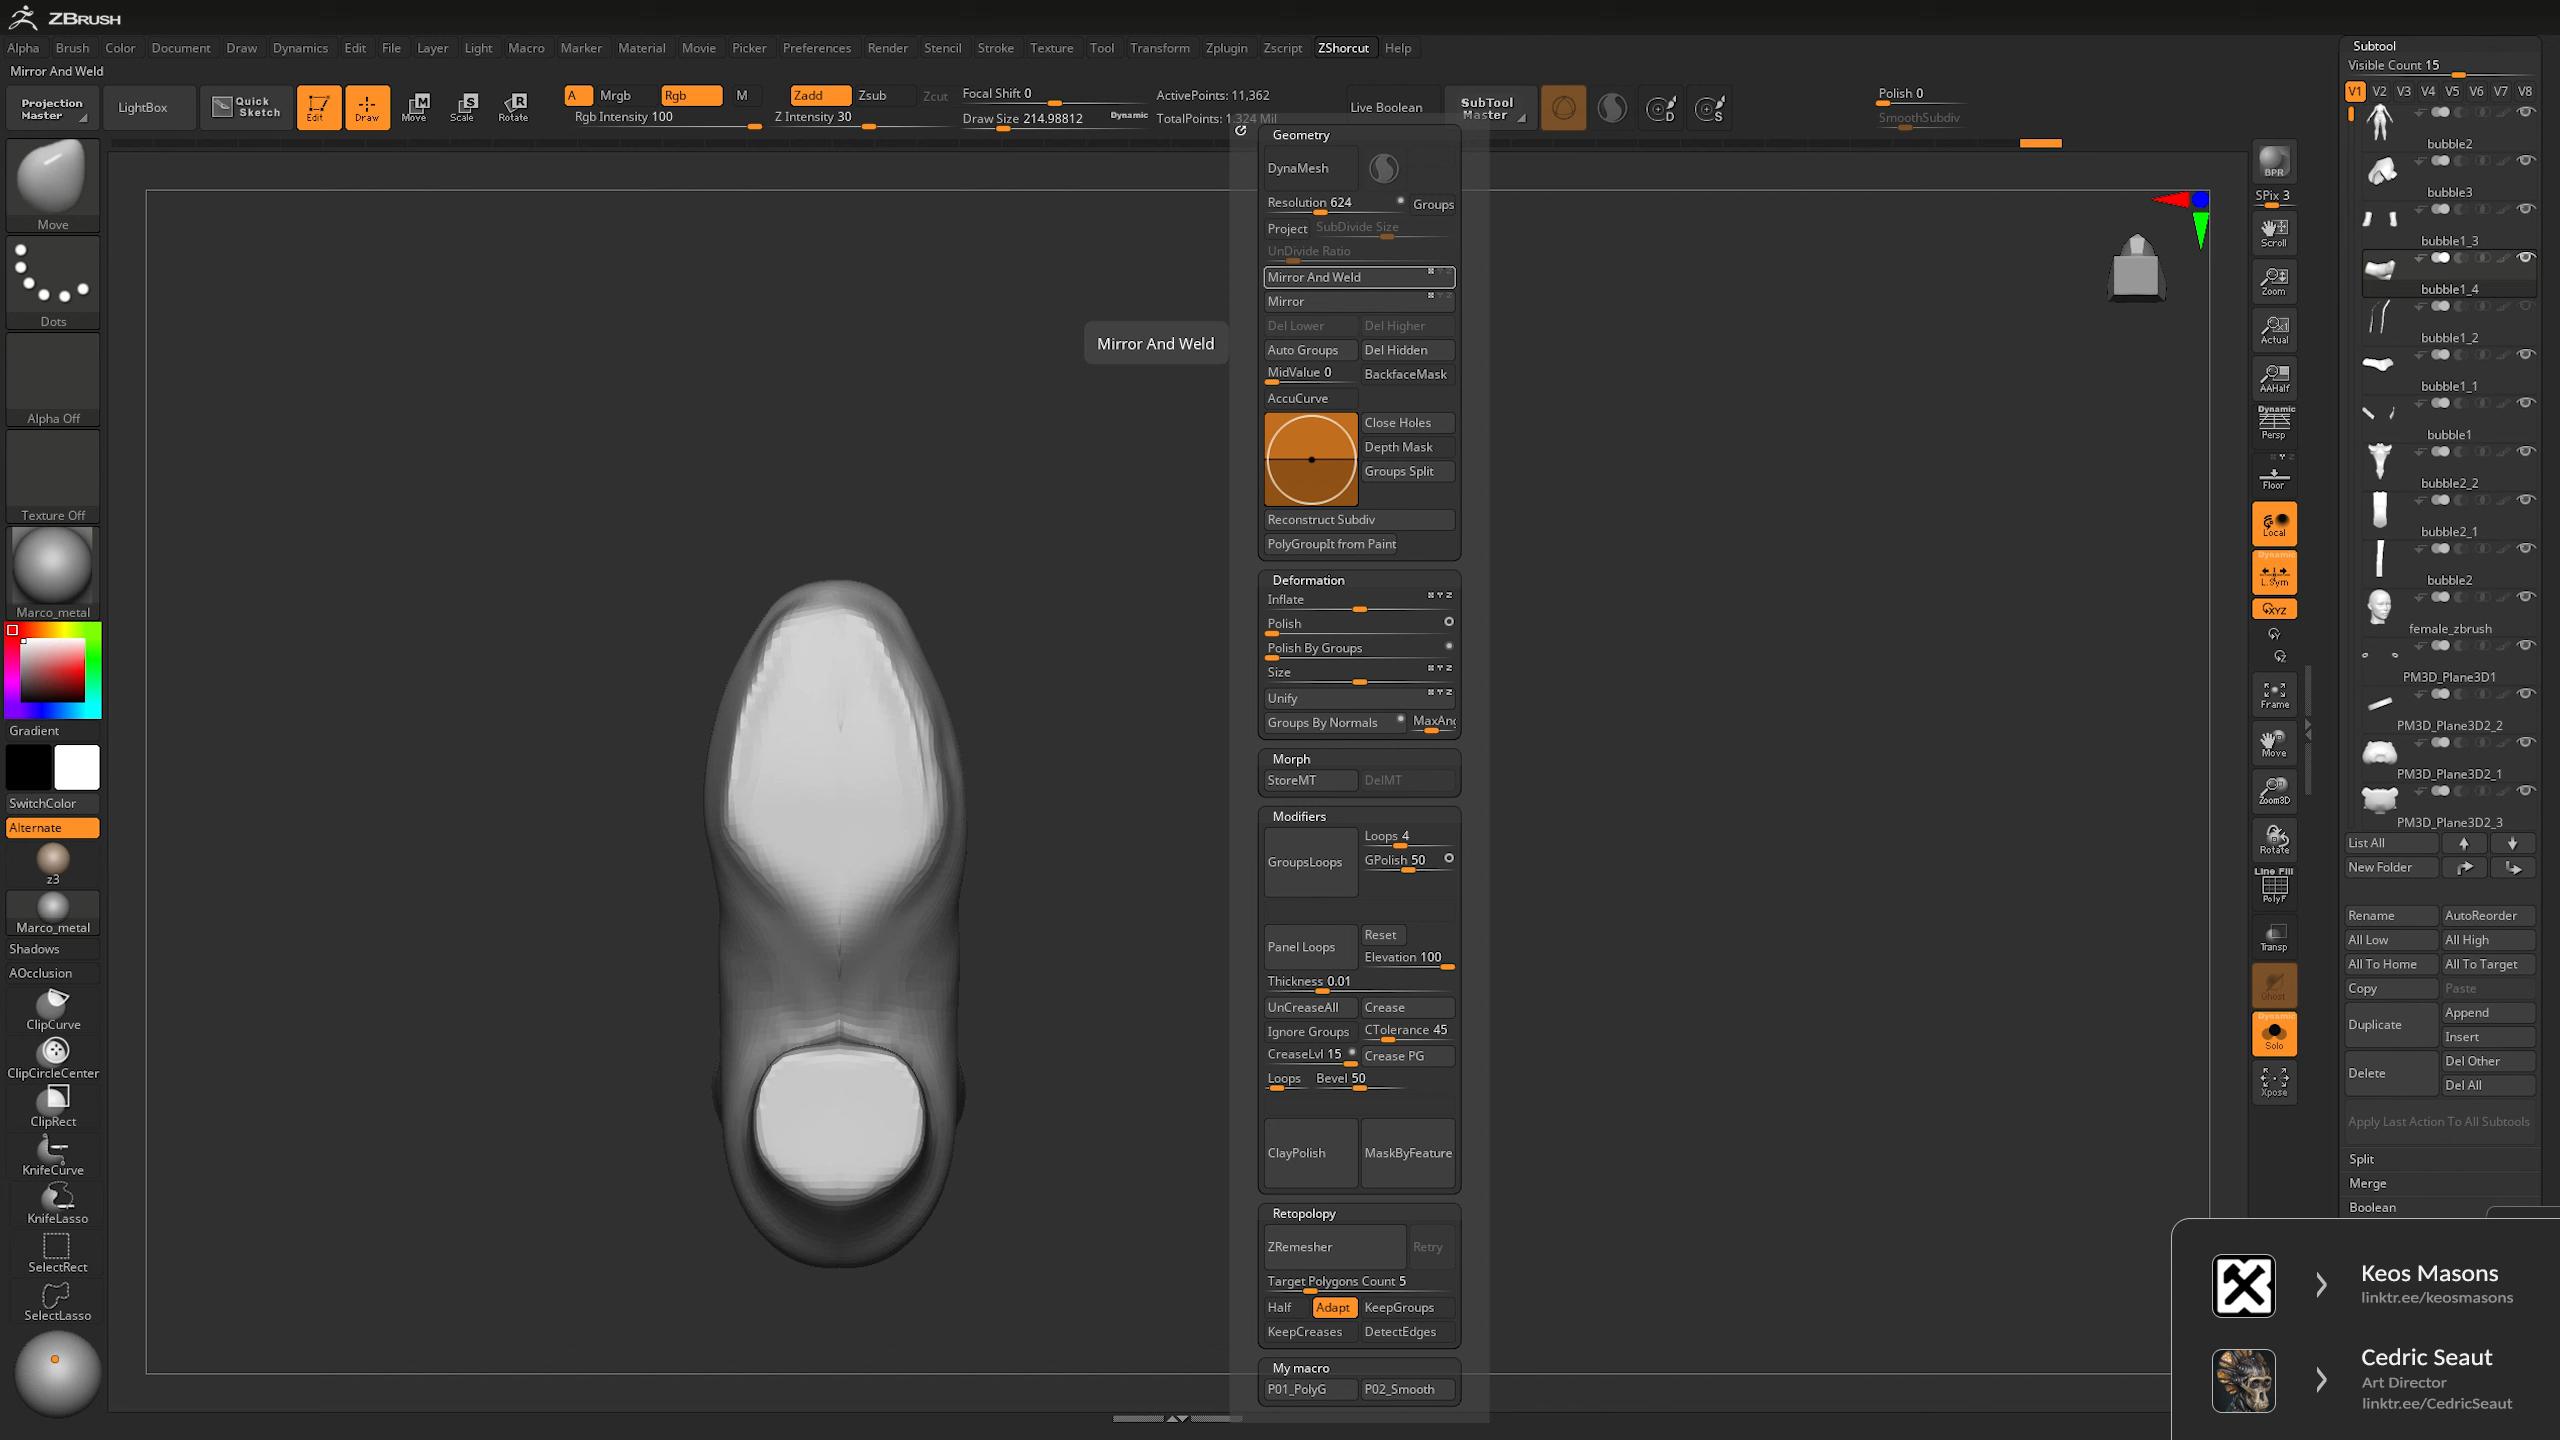 ZBRUSH
Alpha Brush Color Document Draw Dynamics Edit File Layer Light Macro Marker Material Movie Picker Preferences Render Stencil Stroke Texture Tool Transform Zplugin Zscript ZShorcut Help
Mirror And Weld
Projection Master
LightBox
Quick Sketch
Edit
Draw
Move
Scale
Rotate
A Mrgb Rgb M
Rgb Intensity 100
Zadd Zsub Zcut
Z Intensity 30
Focal Shift 0
Draw Size 214.98812
Dynamic
ActivePoints: 11,362
TotalPoints: 1.324 Mil
Live Boolean
SubTool Master
D
S
Polish 0
SmoothSubdiv
Move
Dots
Alpha Off
Texture Off
Marco_metal
Gradient
SwitchColor
Alternate
z3
Marco_metal
Shadows
AOcclusion
ClipCurve
ClipCircleCenter
ClipRect
KnifeCurve
KnifeLasso
SelectRect
SelectLasso
Mirror And Weld
Geometry
DynaMesh
Resolution 624
Groups
Project
SubDivide Size
UnDivide Ratio
Mirror And Weld
Mirror
Del Lower
Del Higher
Auto Groups
Del Hidden
MidValue 0
BackfaceMask
AccuCurve
Close Holes
Depth Mask
Groups Split
Reconstruct Subdiv
PolyGroupIt from Paint
Deformation
Inflate
Polish
Polish By Groups
Size
Unify
Groups By Normals
MaxAng
Morph
StoreMT
DelMT
Modifiers
GroupsLoops
Loops 4
GPolish 50
Panel Loops
Reset
Elevation 100
Thickness 0.01
UnCreaseAll
Crease
Ignore Groups
CTolerance 45
CreaseLvl 15
Crease PG
Loops
Bevel 50
ClayPolish
MaskByFeature
Retopology
ZRemesher
Retry
Target Polygons Count 5
Half
Adapt
KeepGroups
KeepCreases
DetectEdges
My macro
P01_PolyG
P02_Smooth
BPR
SPix 3
Scroll
Zoom
Actual
AAHalf
Dynamic
Persp
Floor
Local
Dynamic
L.Sym
XYZ
Y
Z
Frame
Move
Zoom3D
Rotate
Line Fill
PolyF
Transp
Ghost
Dynamic
Solo
Xpose
Subtool
Visible Count 15
V1 V2 V3 V4 V5 V6 V7 V8
bubble2
bubble3
bubble1_3
bubble1_4
bubble1_2
bubble1_1
bubble1
bubble2_2
bubble2_1
bubble2
female_zbrush
PM3D_Plane3D1
PM3D_Plane3D2_2
PM3D_Plane3D2_1
PM3D_Plane3D2_3
List All
New Folder
Rename
AutoReorder
All Low
All High
All To Home
All To Target
Copy
Paste
Duplicate
Append
Insert
Delete
Del Other
Del All
Apply Last Action To All Subtools
Split
Merge
Boolean
Keos Masons
linktr.ee/keosmasons
Cedric Seaut
Art Director
linktr.ee/CedricSeaut